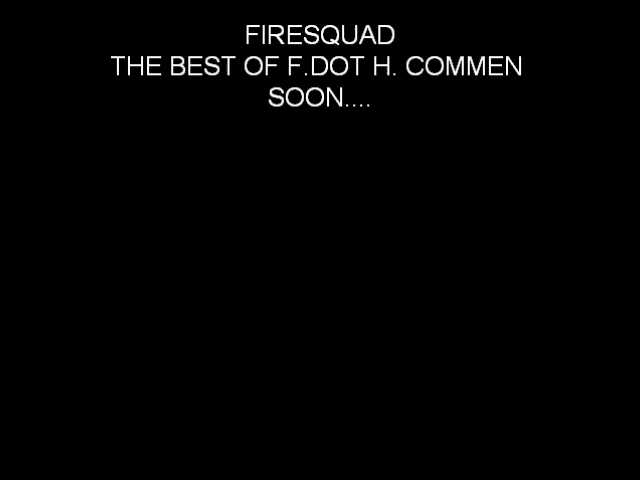 FIRESQUAD
THE BEST OF F.DOT H. COMMEN
SOON....